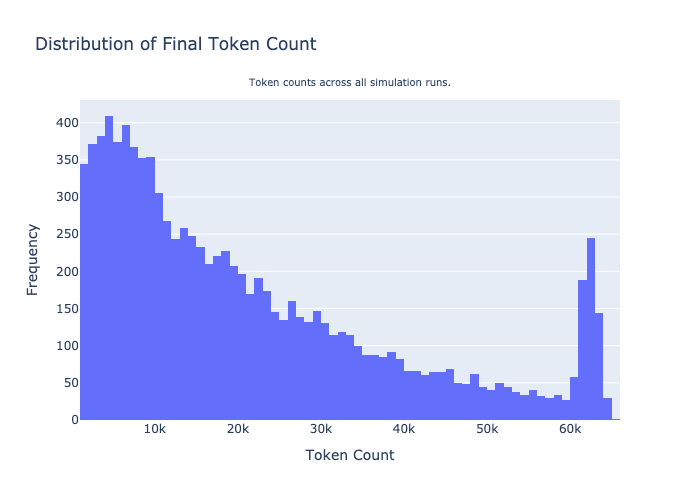 Distribution of Final Token Count
Token counts across all simulation runs.
400
350
300
250
200
150
100
50
0
Frequency
10k
20k
30k
40k
50k
60k
Token Count